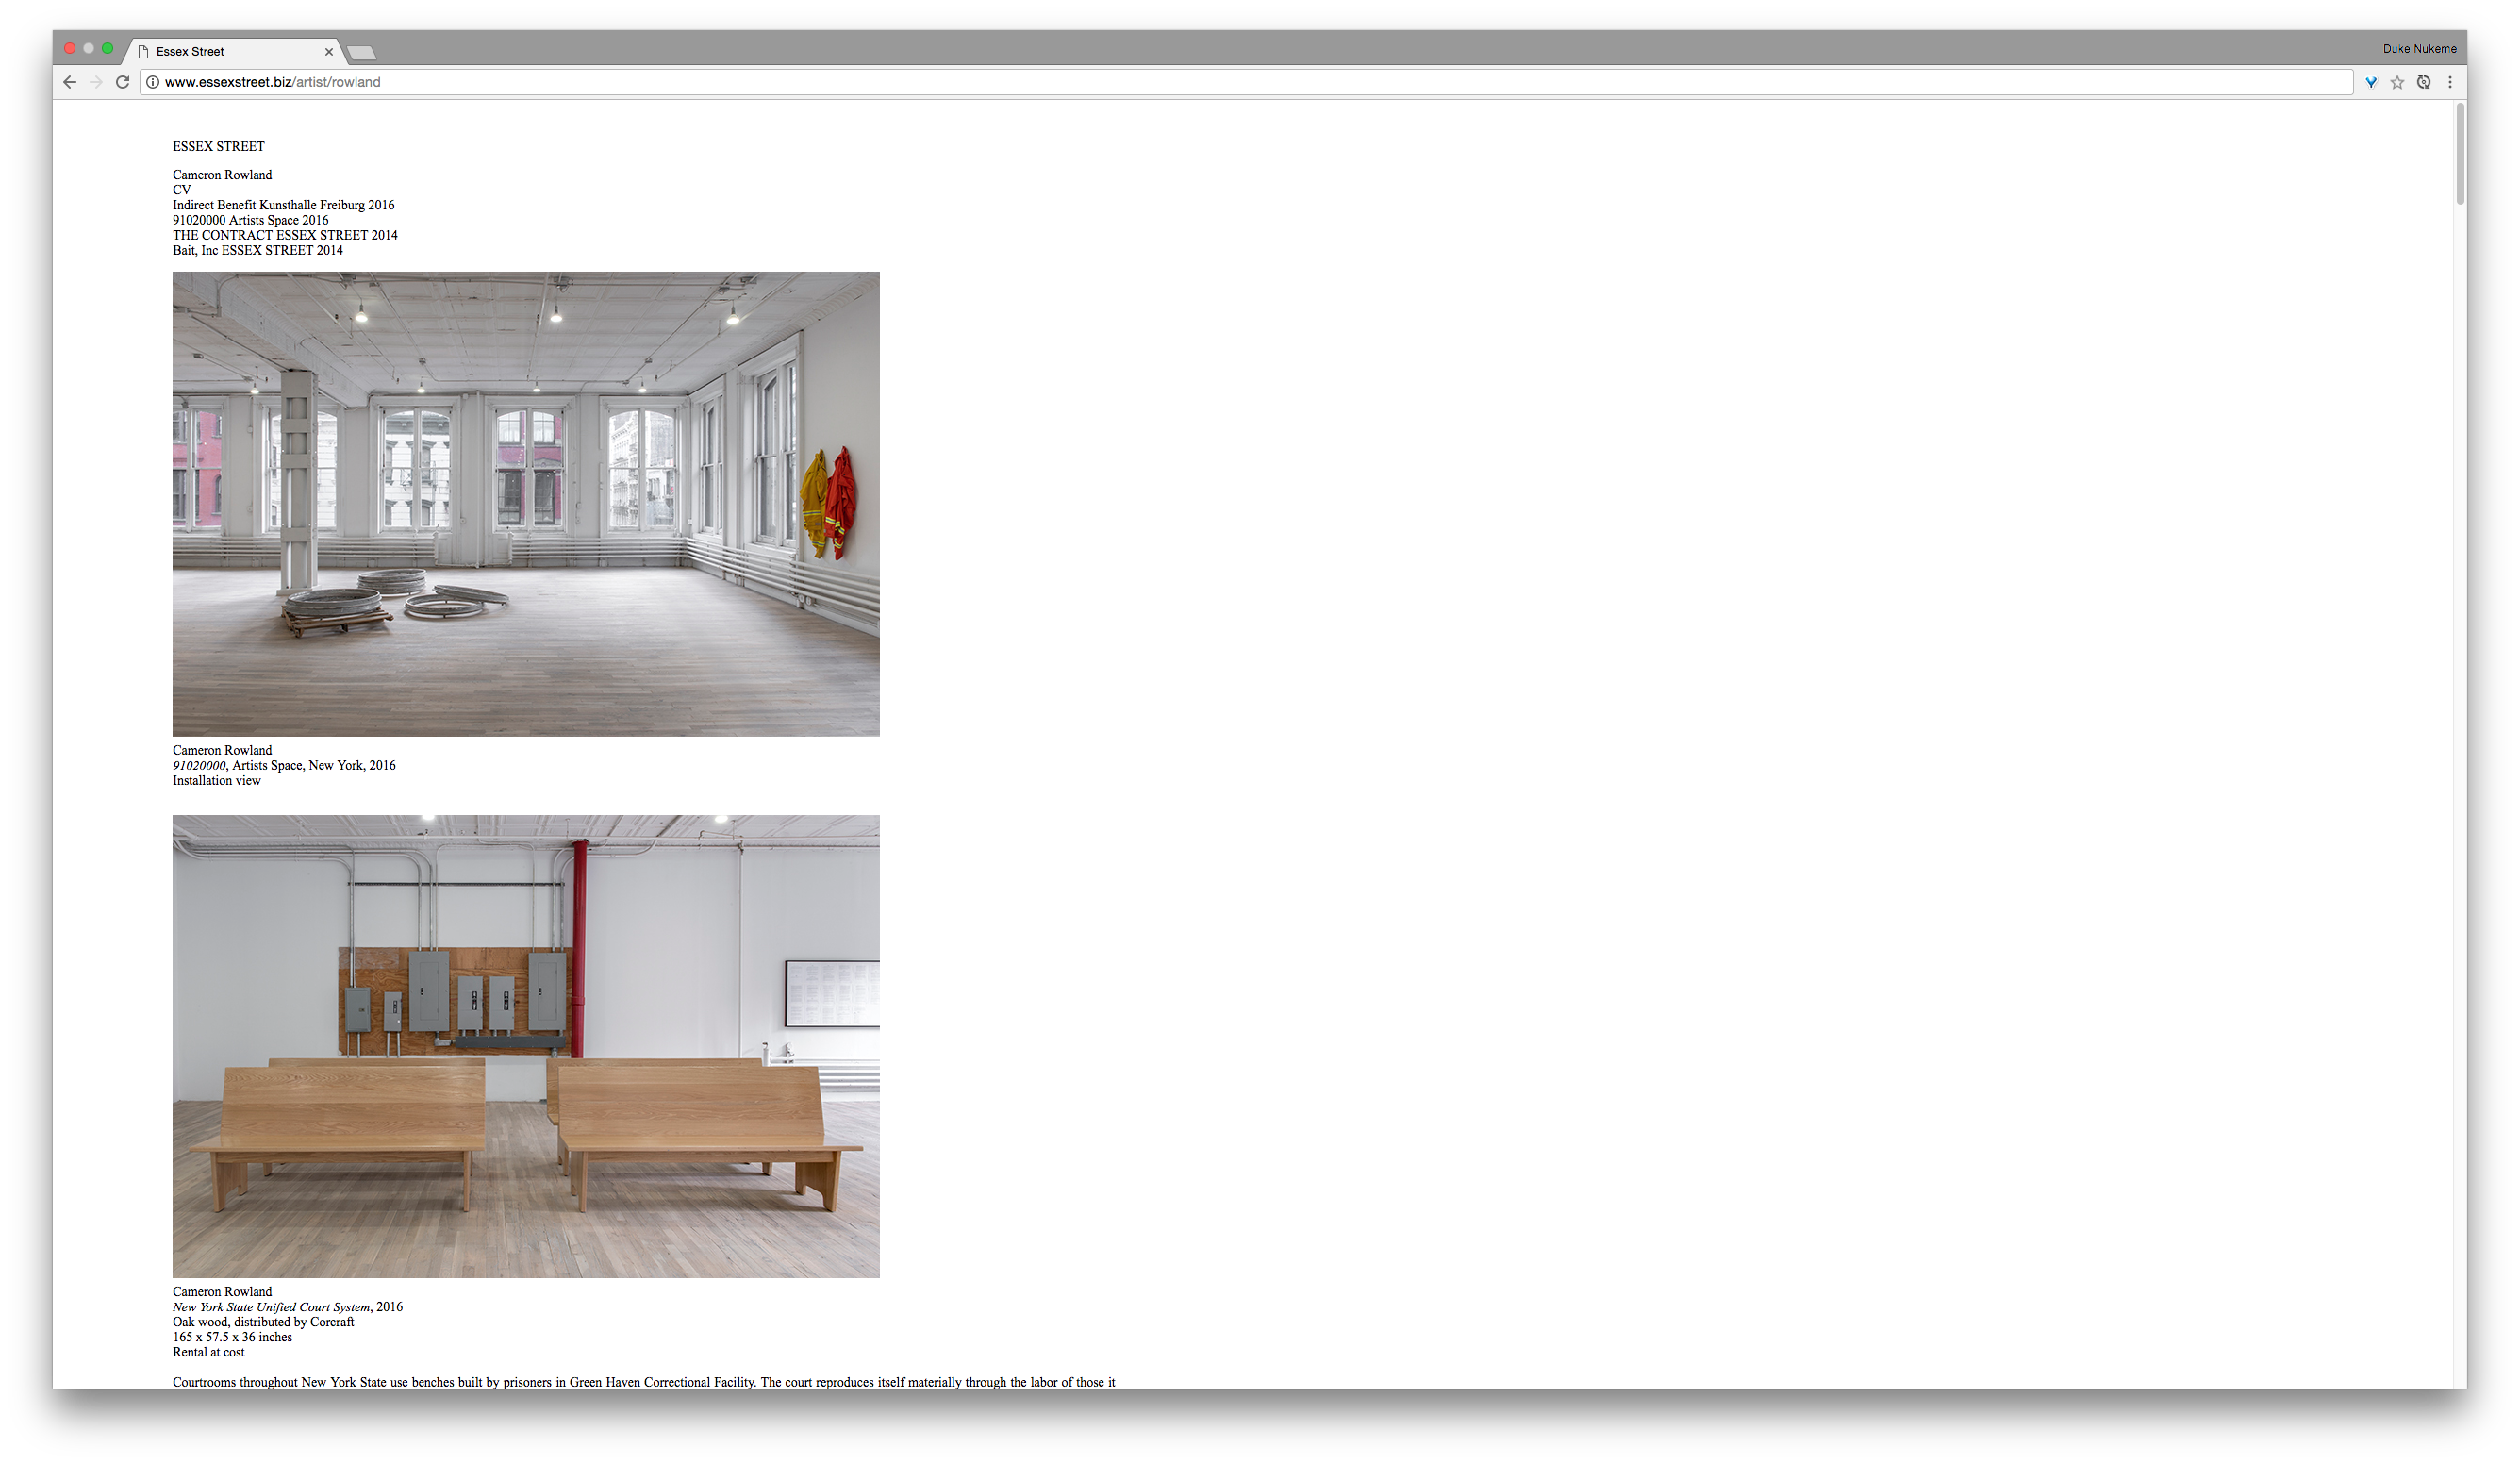 Essex Street
Duke Nukeme
www.essexstreet.biz/artist/rowland
ESSEX STREET
Cameron Rowland
CV
Indirect Benefit Kunsthalle Freiburg 2016
91020000 Artists Space 2016
THE CONTRACT ESSEX STREET 2014
Bait, Inc ESSEX STREET 2014
Cameron Rowland
91020000, Artists Space, New York, 2016
Installation view
Cameron Rowland
New York State Unified Court System, 2016
Oak wood, distributed by Corcraft
165 x 57.5 x 36 inches
Rental at cost
Courtrooms throughout New York State use benches built by prisoners in Green Haven Correctional Facility. The court reproduces itself materially through the labor of those it